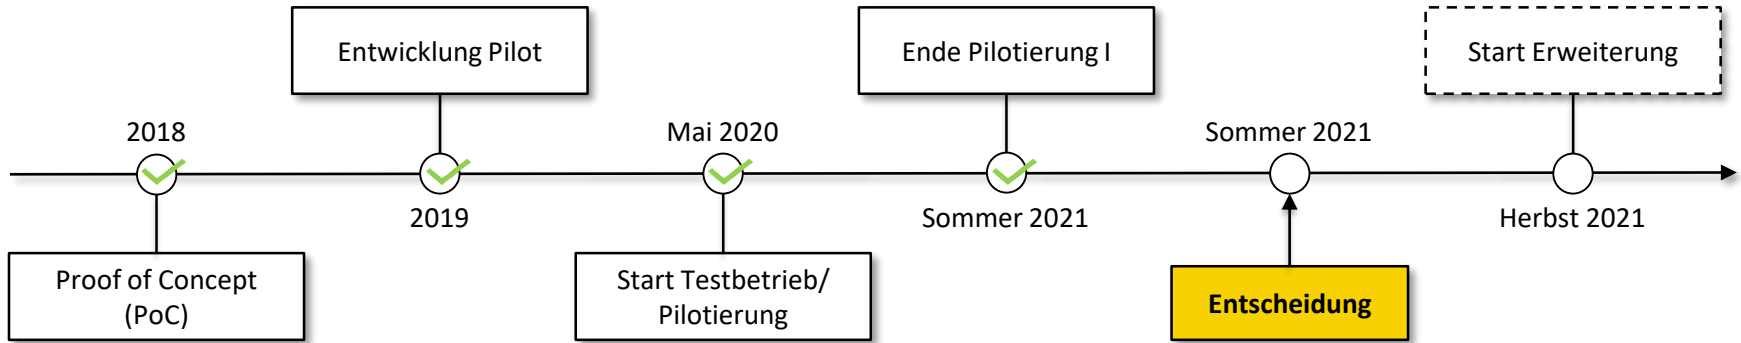 Entwicklung Pilot
Ende Pilotierung I
Start Erweiterung
2018
Mai 2020
Sommer 2021
2019
Sommer 2021
Herbst 2021
Proof of Concept
(PoC)
Start Testbetrieb/
Pilotierung
Entscheidung